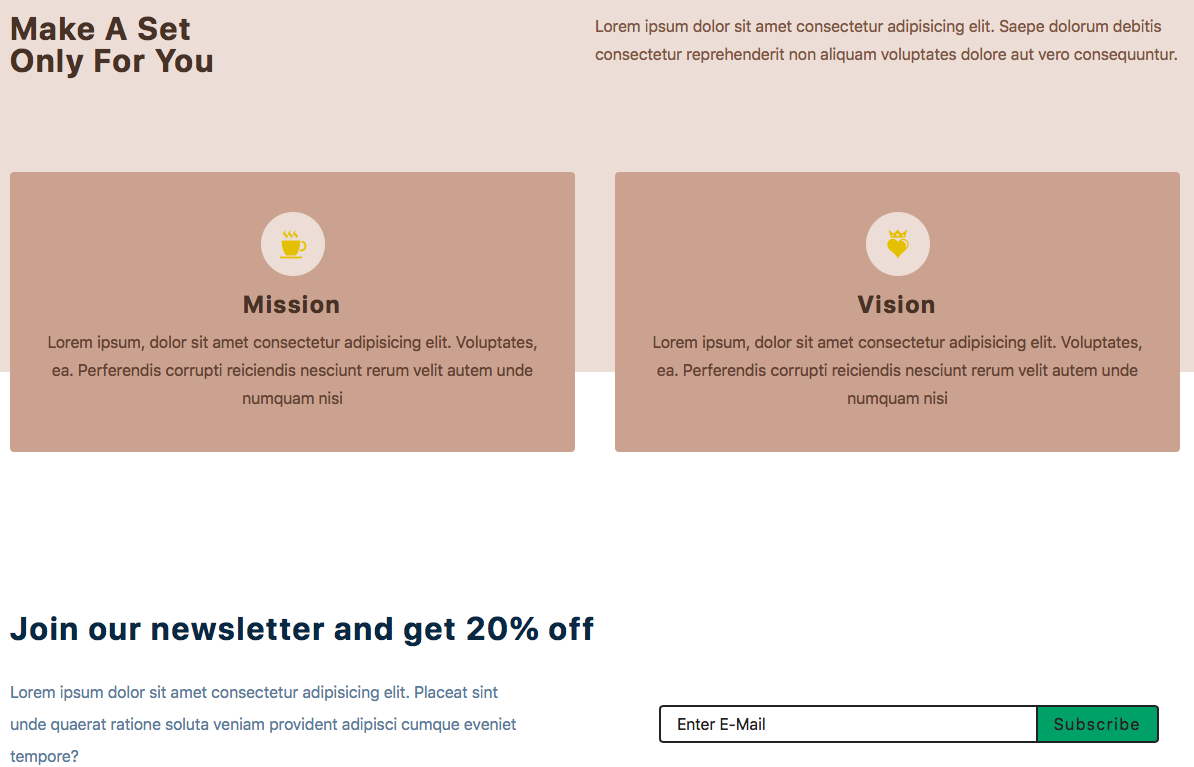 Make A Set
Only For You
Lorem ipsum dolor sit amet consectetur adipisicing elit. Saepe dolorum debitis
consectetur reprehenderit non aliquam voluptates dolore aut vero consequuntur.
Mission
Lorem ipsum, dolor sit amet consectetur adipisicing elit. Voluptates,
ea. Perferendis corrupti reiciendis nesciunt rerum velit autem unde
numquam nisi
Vision
Lorem ipsum, dolor sit amet consectetur adipisicing elit. Voluptates,
ea. Perferendis corrupti reiciendis nesciunt rerum velit autem unde
numquam nisi
Join our newsletter and get 20% off
Lorem ipsum dolor sit amet consectetur adipisicing elit. Placeat sint
unde quaerat ratione soluta veniam provident adipisci cumque eveniet
tempore?
Enter E-Mail
Subscribe